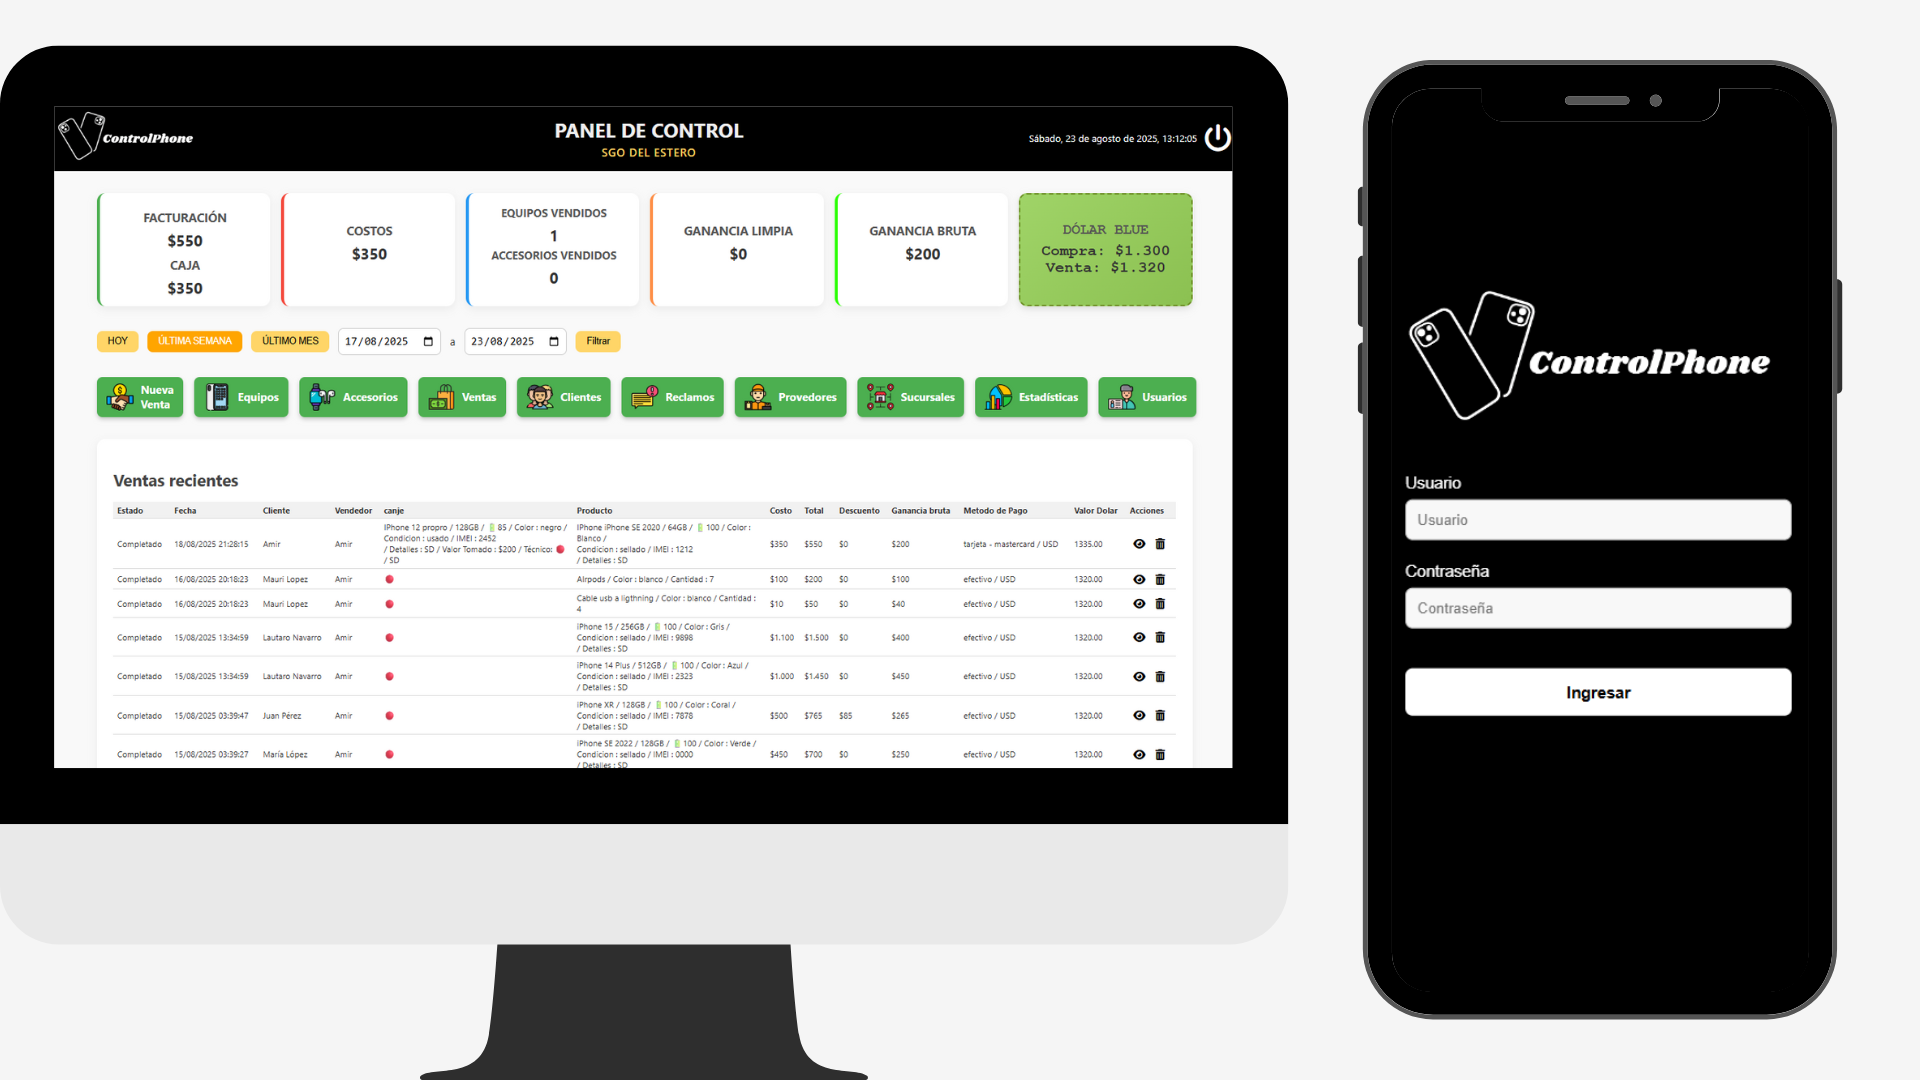 ControlPhone
PANEL DE CONTROL
SGO DEL ESTERO
Sábado, 23 de agosto de 2025, 13:12:05
FACTURACIÓN
$550
CAJA
$350
COSTOS
$350
EQUIPOS VENDIDOS
1
ACCESORIOS VENDIDOS
0
GANANCIA LIMPIA
$0
GANANCIA BRUTA
$200
DÓLAR BLUE
Compra: $1.300
Venta: $1.320
HOY
ÚLTIMA SEMANA
ÚLTIMO MES
17/08/2025
a
23/08/2025
Filtrar
Nueva
Venta
Equipos
Accesorios
Ventas
Clientes
Reclamos
Provedores
Sucursales
Estadísticas
Usuarios
Ventas recientes
Estado Fecha Cliente Vendedor canje Producto Costo Total Descuento Ganancia bruta Metodo de Pago Valor Dolar Acciones
Completado 18/08/2025 21:28:15 Amir Amir
IPhone 12 propro / 128GB / 85 / Color : negro /
Condicion : usado / IMEI : 2452
/ Detalles : SD / Valor Tomado : $200 / Técnico:
/ SD
IPhone iPhone SE 2020 / 64GB / 100 / Color :
Blanco /
Condicion : sellado / IMEI : 1212
/ Detalles : SD
$350 $550 $0 $200 tarjeta - mastercard / USD 1335.00
Completado 16/08/2025 20:18:23 Mauri Lopez Amir Airpods / Color : blanco / Cantidad : 7 $100 $200 $0 $100 efectivo / USD 1320.00
Completado 16/08/2025 20:18:23 Mauri Lopez Amir
Cable usb a ligthning / Color : blanco / Cantidad :
4
$10 $50 $0 $40 efectivo / USD 1320.00
Completado 15/08/2025 13:34:59 Lautaro Navarro Amir
iPhone 15 / 256GB / 100 / Color : Gris /
Condicion : sellado / IMEI : 9898
/ Detalles : SD
$1.100 $1.500 $0 $400 efectivo / USD 1320.00
Completado 15/08/2025 13:34:59 Lautaro Navarro Amir
iPhone 14 Plus / 512GB / 100 / Color : Azul /
Condicion : sellado / IMEI : 2323
/ Detalles : SD
$1.000 $1.450 $0 $450 efectivo / USD 1320.00
Completado 15/08/2025 03:39:47 Juan Pérez Amir
iPhone XR / 128GB / 100 / Color : Coral /
Condicion : sellado / IMEI : 7878
/ Detalles : SD
$500 $765 $85 $265 efectivo / USD 1320.00
Completado 15/08/2025 03:39:27 María López Amir
iPhone SE 2022 / 128GB / 100 / Color : Verde /
Condicion : sellado / IMEI : 0000
/ Detalles : SD
$450 $700 $0 $250 efectivo / USD 1320.00
ControlPhone
Usuario
Usuario
Contraseña
Contraseña
Ingresar